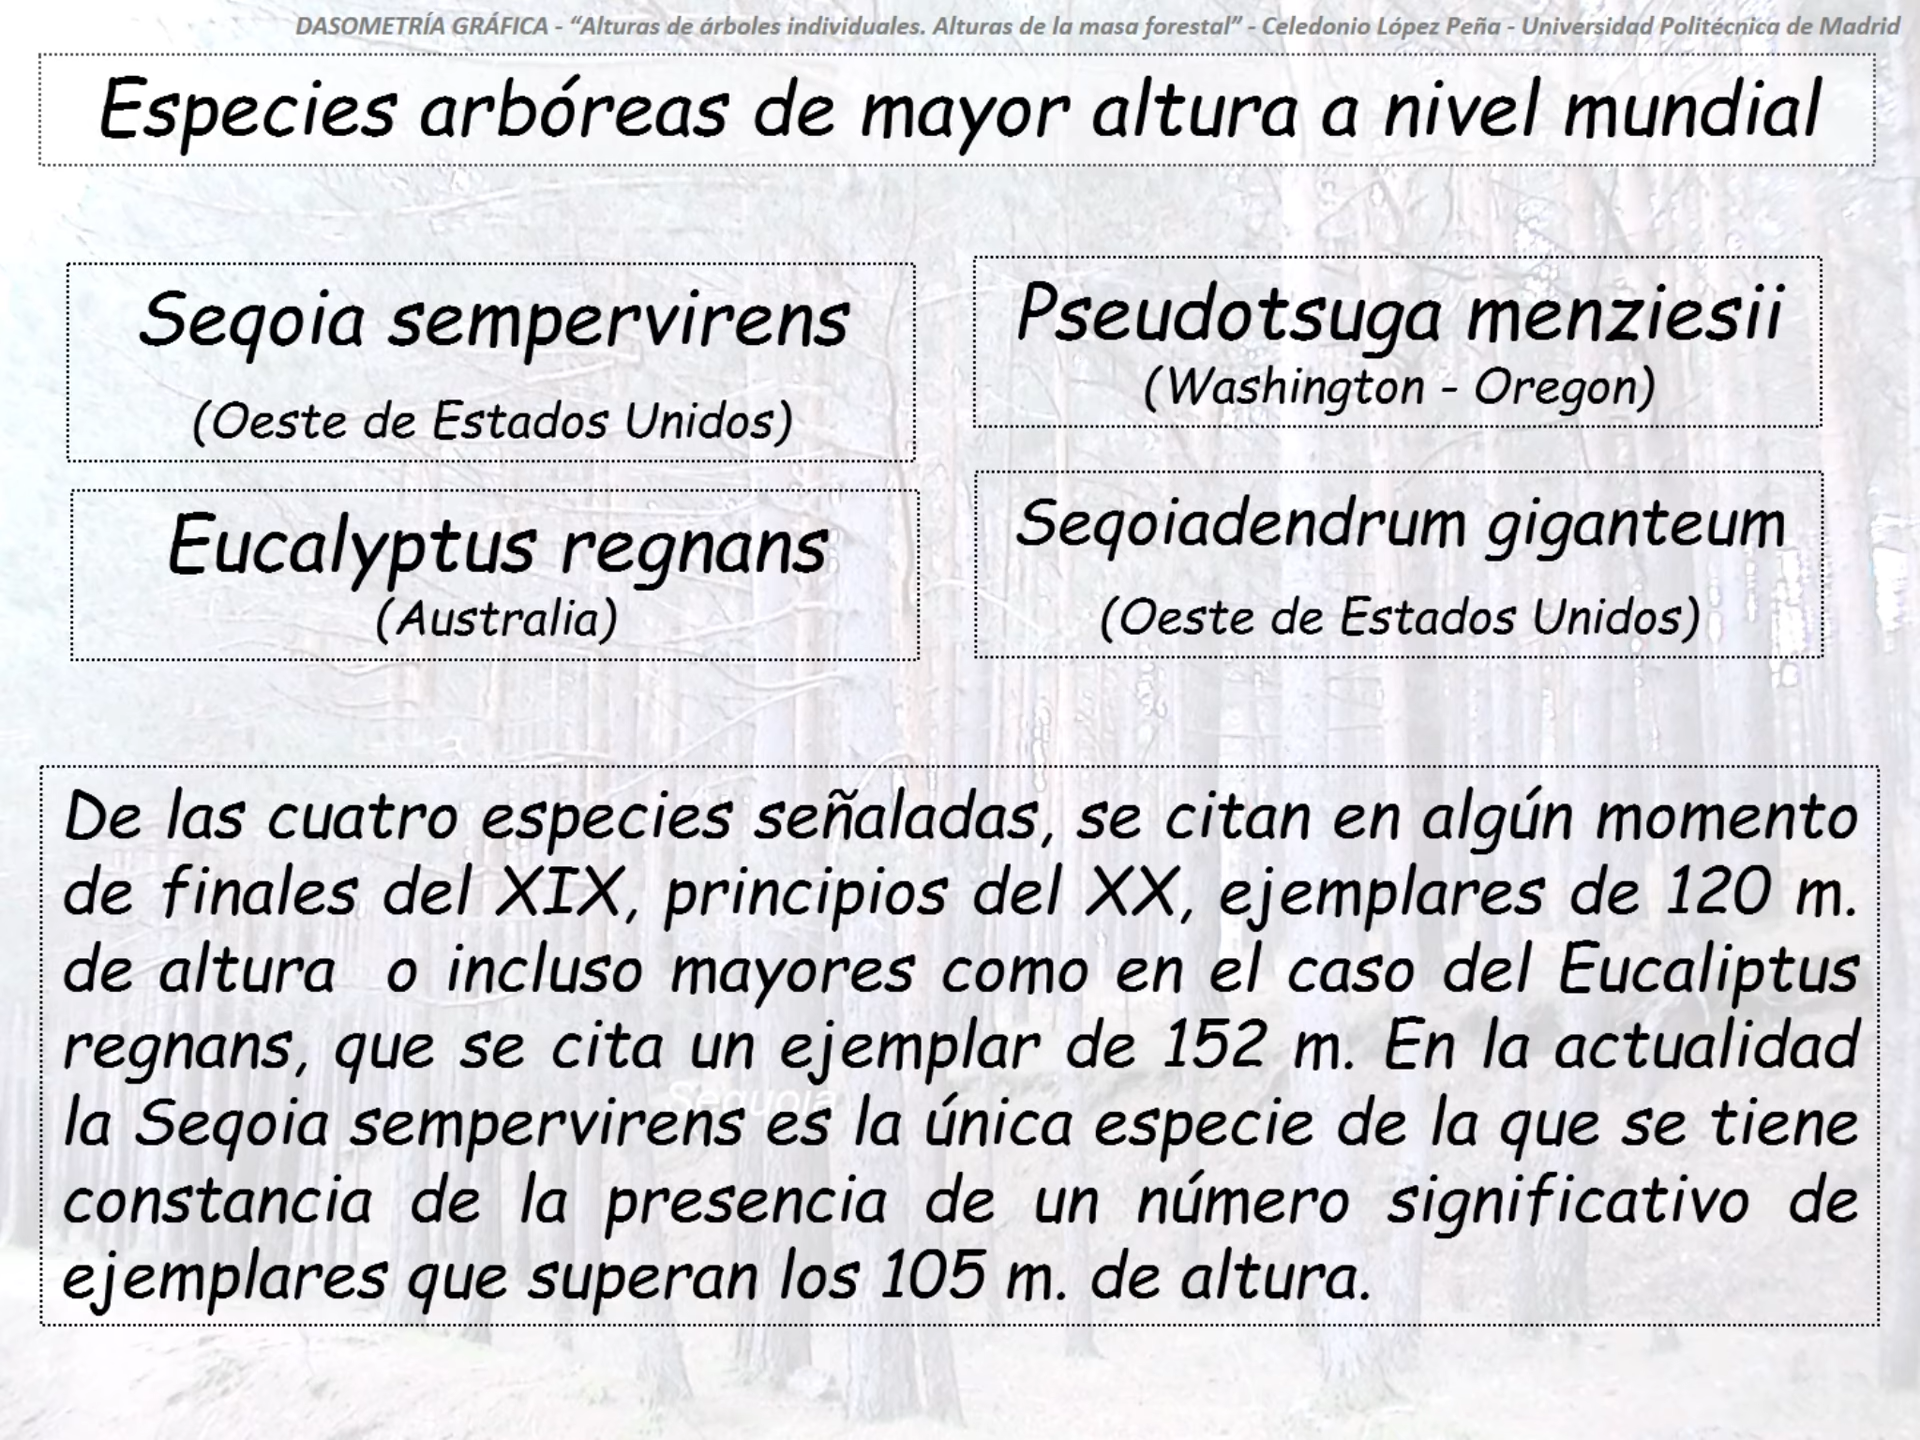 DASOMETRÍA GRÁFICA - “Alturas de árboles individuales. Alturas de la masa forestal” - Celedonio López Peña - Universidad Politécnica de Madrid
Especies arbóreas de mayor altura a nivel mundial
Seqoia sempervirens
(Oeste de Estados Unidos)
Pseudotsuga menziesii
(Washington - Oregon)
Eucalyptus regnans
(Australia)
Seqoiadendrum giganteum
(Oeste de Estados Unidos)
De las cuatro especies señaladas, se citan en algún momento
de finales del XIX, principios del XX, ejemplares de 120 m.
de altura o incluso mayores como en el caso del Eucaliptus
regnans, que se cita un ejemplar de 152 m. En la actualidad
la Seqoia sempervirens es la única especie de la que se tiene
constancia de la presencia de un número significativo de
ejemplares que superan los 105 m. de altura.
Sequoia